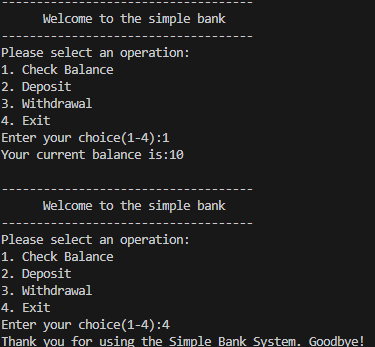 ------------------------------------
Welcome to the simple bank
------------------------------------
Please select an operation:
1. Check Balance
2. Deposit
3. Withdrawal
4. Exit
Enter your choice(1-4):1
Your current balance is:10
------------------------------------
Welcome to the simple bank
------------------------------------
Please select an operation:
1. Check Balance
2. Deposit
3. Withdrawal
4. Exit
Enter your choice(1-4):4
Thank you for using the Simple Bank System. Goodbye!